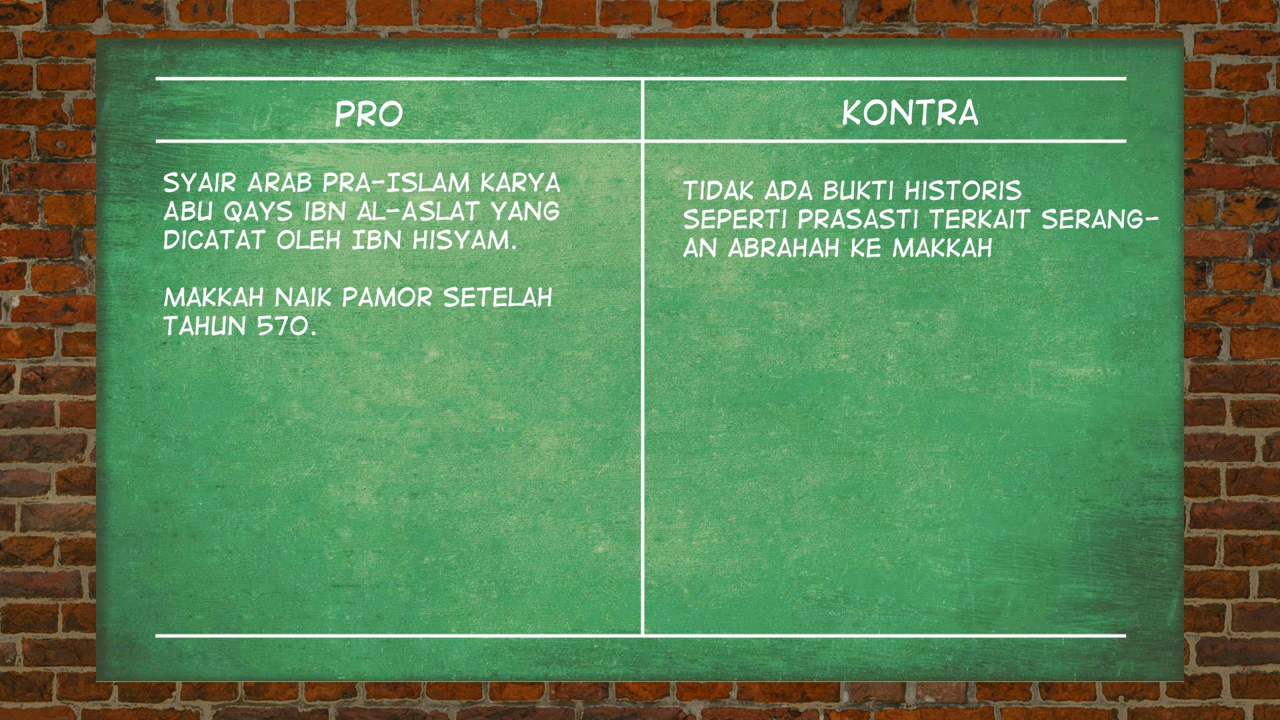 PRO
KONTRA
SYAIR ARAB PRA-ISLAM KARYA
ABU QAYS IBN AL-ASLAT YANG
DICATAT OLEH IBN HISYAM.
MAKKAH NAIK PAMOR SETELAH
TAHUN 570.
TIDAK ADA BUKTI HISTORIS
SEPERTI PRASASTI TERKAIT SERANG-
AN ABRAHAH KE MAKKAH